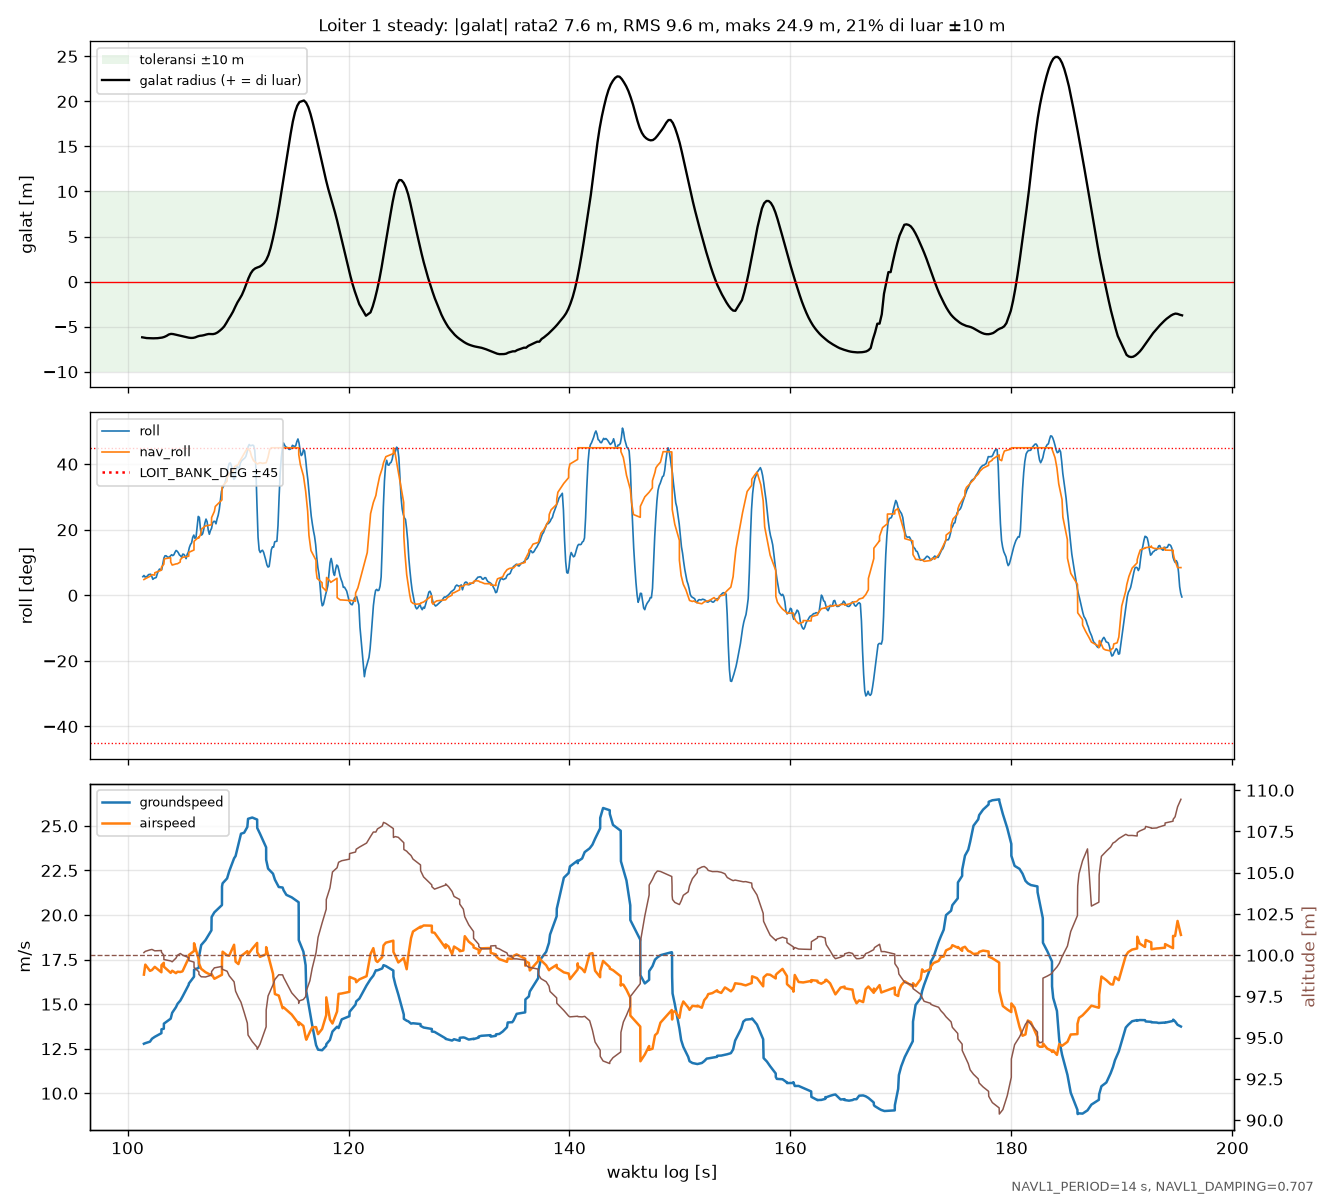 Loiter 1 steady: |galat| rata2 7.6 m, RMS 9.6 m, maks 24.9 m, 21% di luar ±10 m
25
20
15
10
5
0
−5
−10
galat [m]
toleransi ±10 m
galat radius (+ = di luar)
40
20
0
−20
−40
roll [deg]
roll
nav_roll
LOIT_BANK_DEG ±45
25.0
22.5
20.0
17.5
15.0
12.5
10.0
m/s
groundspeed
airspeed
110.0
107.5
105.0
102.5
100.0
97.5
95.0
92.5
90.0
altitude [m]
100 120 140 160 180 200
waktu log [s]
NAVL1_PERIOD=14 s, NAVL1_DAMPING=0.707